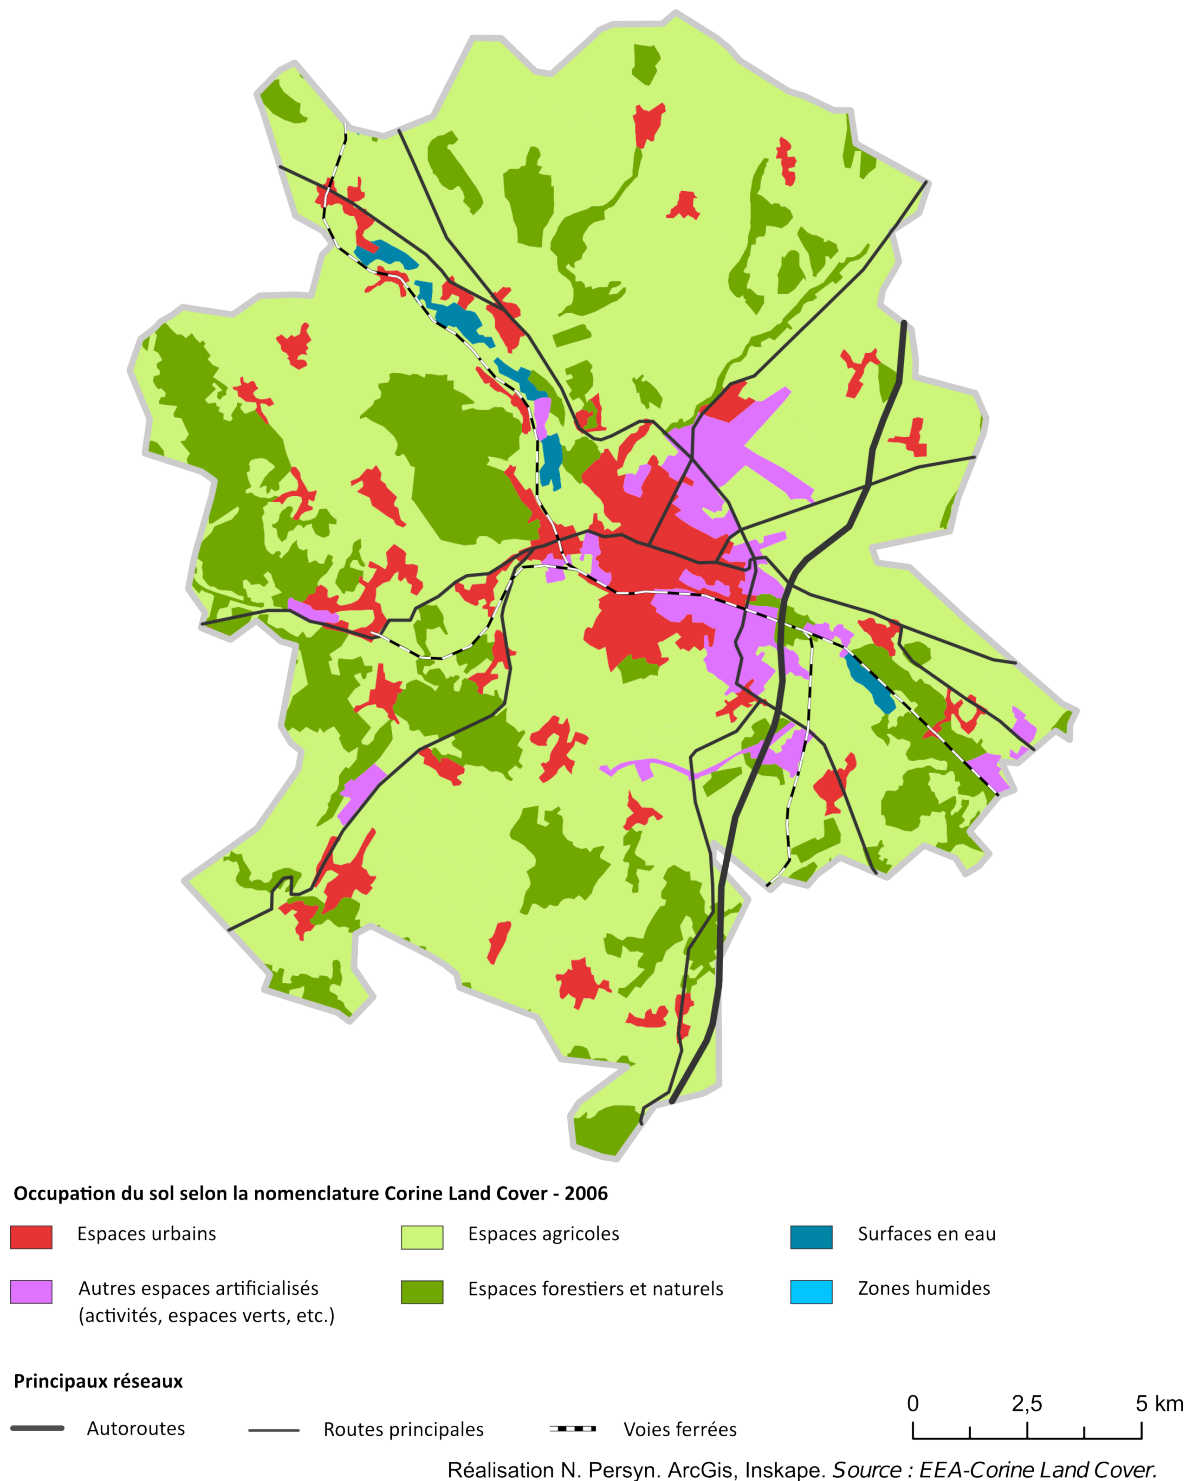 Occupation du sol selon la nomenclature Corine Land Cover - 2006
Espaces urbains
Espaces agricoles
Surfaces en eau
Autres espaces artificialisés
(activités, espaces verts, etc.)
Espaces forestiers et naturels
Zones humides
Principaux réseaux
Autoroutes
Routes principales
Voies ferrées
0 2,5 5 km
Réalisation N. Persyn. ArcGis, Inskape. Source : EEA-Corine Land Cover.